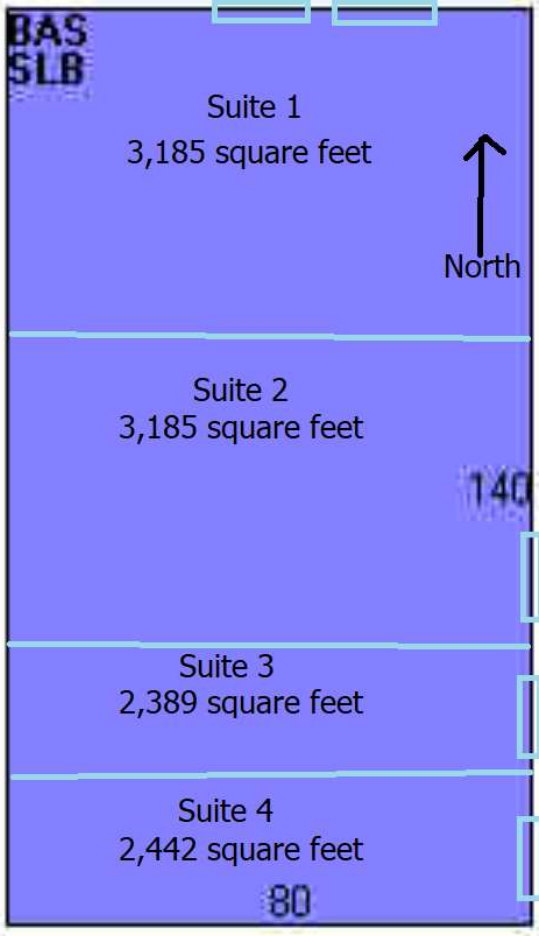 BAS
SLB
Suite 1
3,185 square feet
North
Suite 2
3,185 square feet
140
Suite 3
2,389 square feet
Suite 4
2,442 square feet
80